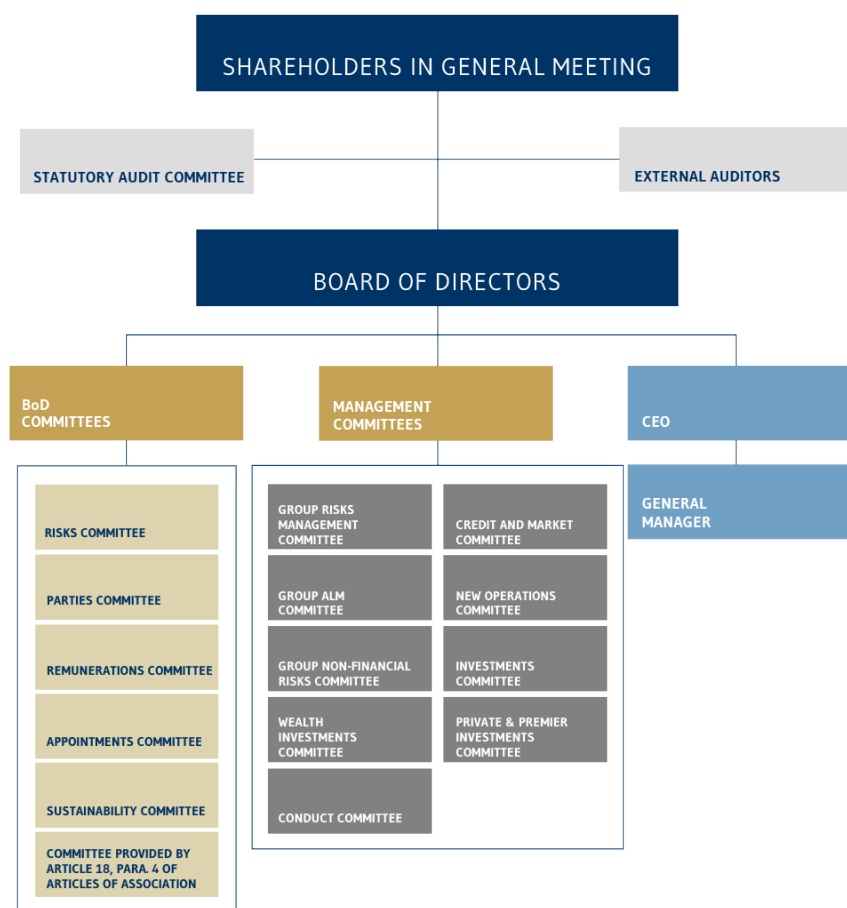 SHAREHOLDERS IN GENERAL MEETING
STATUTORY AUDIT COMMITTEE
EXTERNAL AUDITORS
BOARD OF DIRECTORS
BoD
COMMITTEES
MANAGEMENT
COMMITTEES
CEO
GENERAL
MANAGER
RISKS COMMITTEE
PARTIES COMMITTEE
REMUNERATIONS COMMITTEE
APPOINTMENTS COMMITTEE
SUSTAINABILITY COMMITTEE
COMMITTEE PROVIDED BY
ARTICLE 18, PARA. 4 OF
ARTICLES OF ASSOCIATION
GROUP RISKS
MANAGEMENT
COMMITTEE
CREDIT AND MARKET
COMMITTEE
GROUP ALM
COMMITTEE
NEW OPERATIONS
COMMITTEE
GROUP NON-FINANCIAL
RISKS COMMITTEE
INVESTMENTS
COMMITTEE
WEALTH
INVESTMENTS
COMMITTEE
PRIVATE & PREMIER
INVESTMENTS
COMMITTEE
CONDUCT COMMITTEE